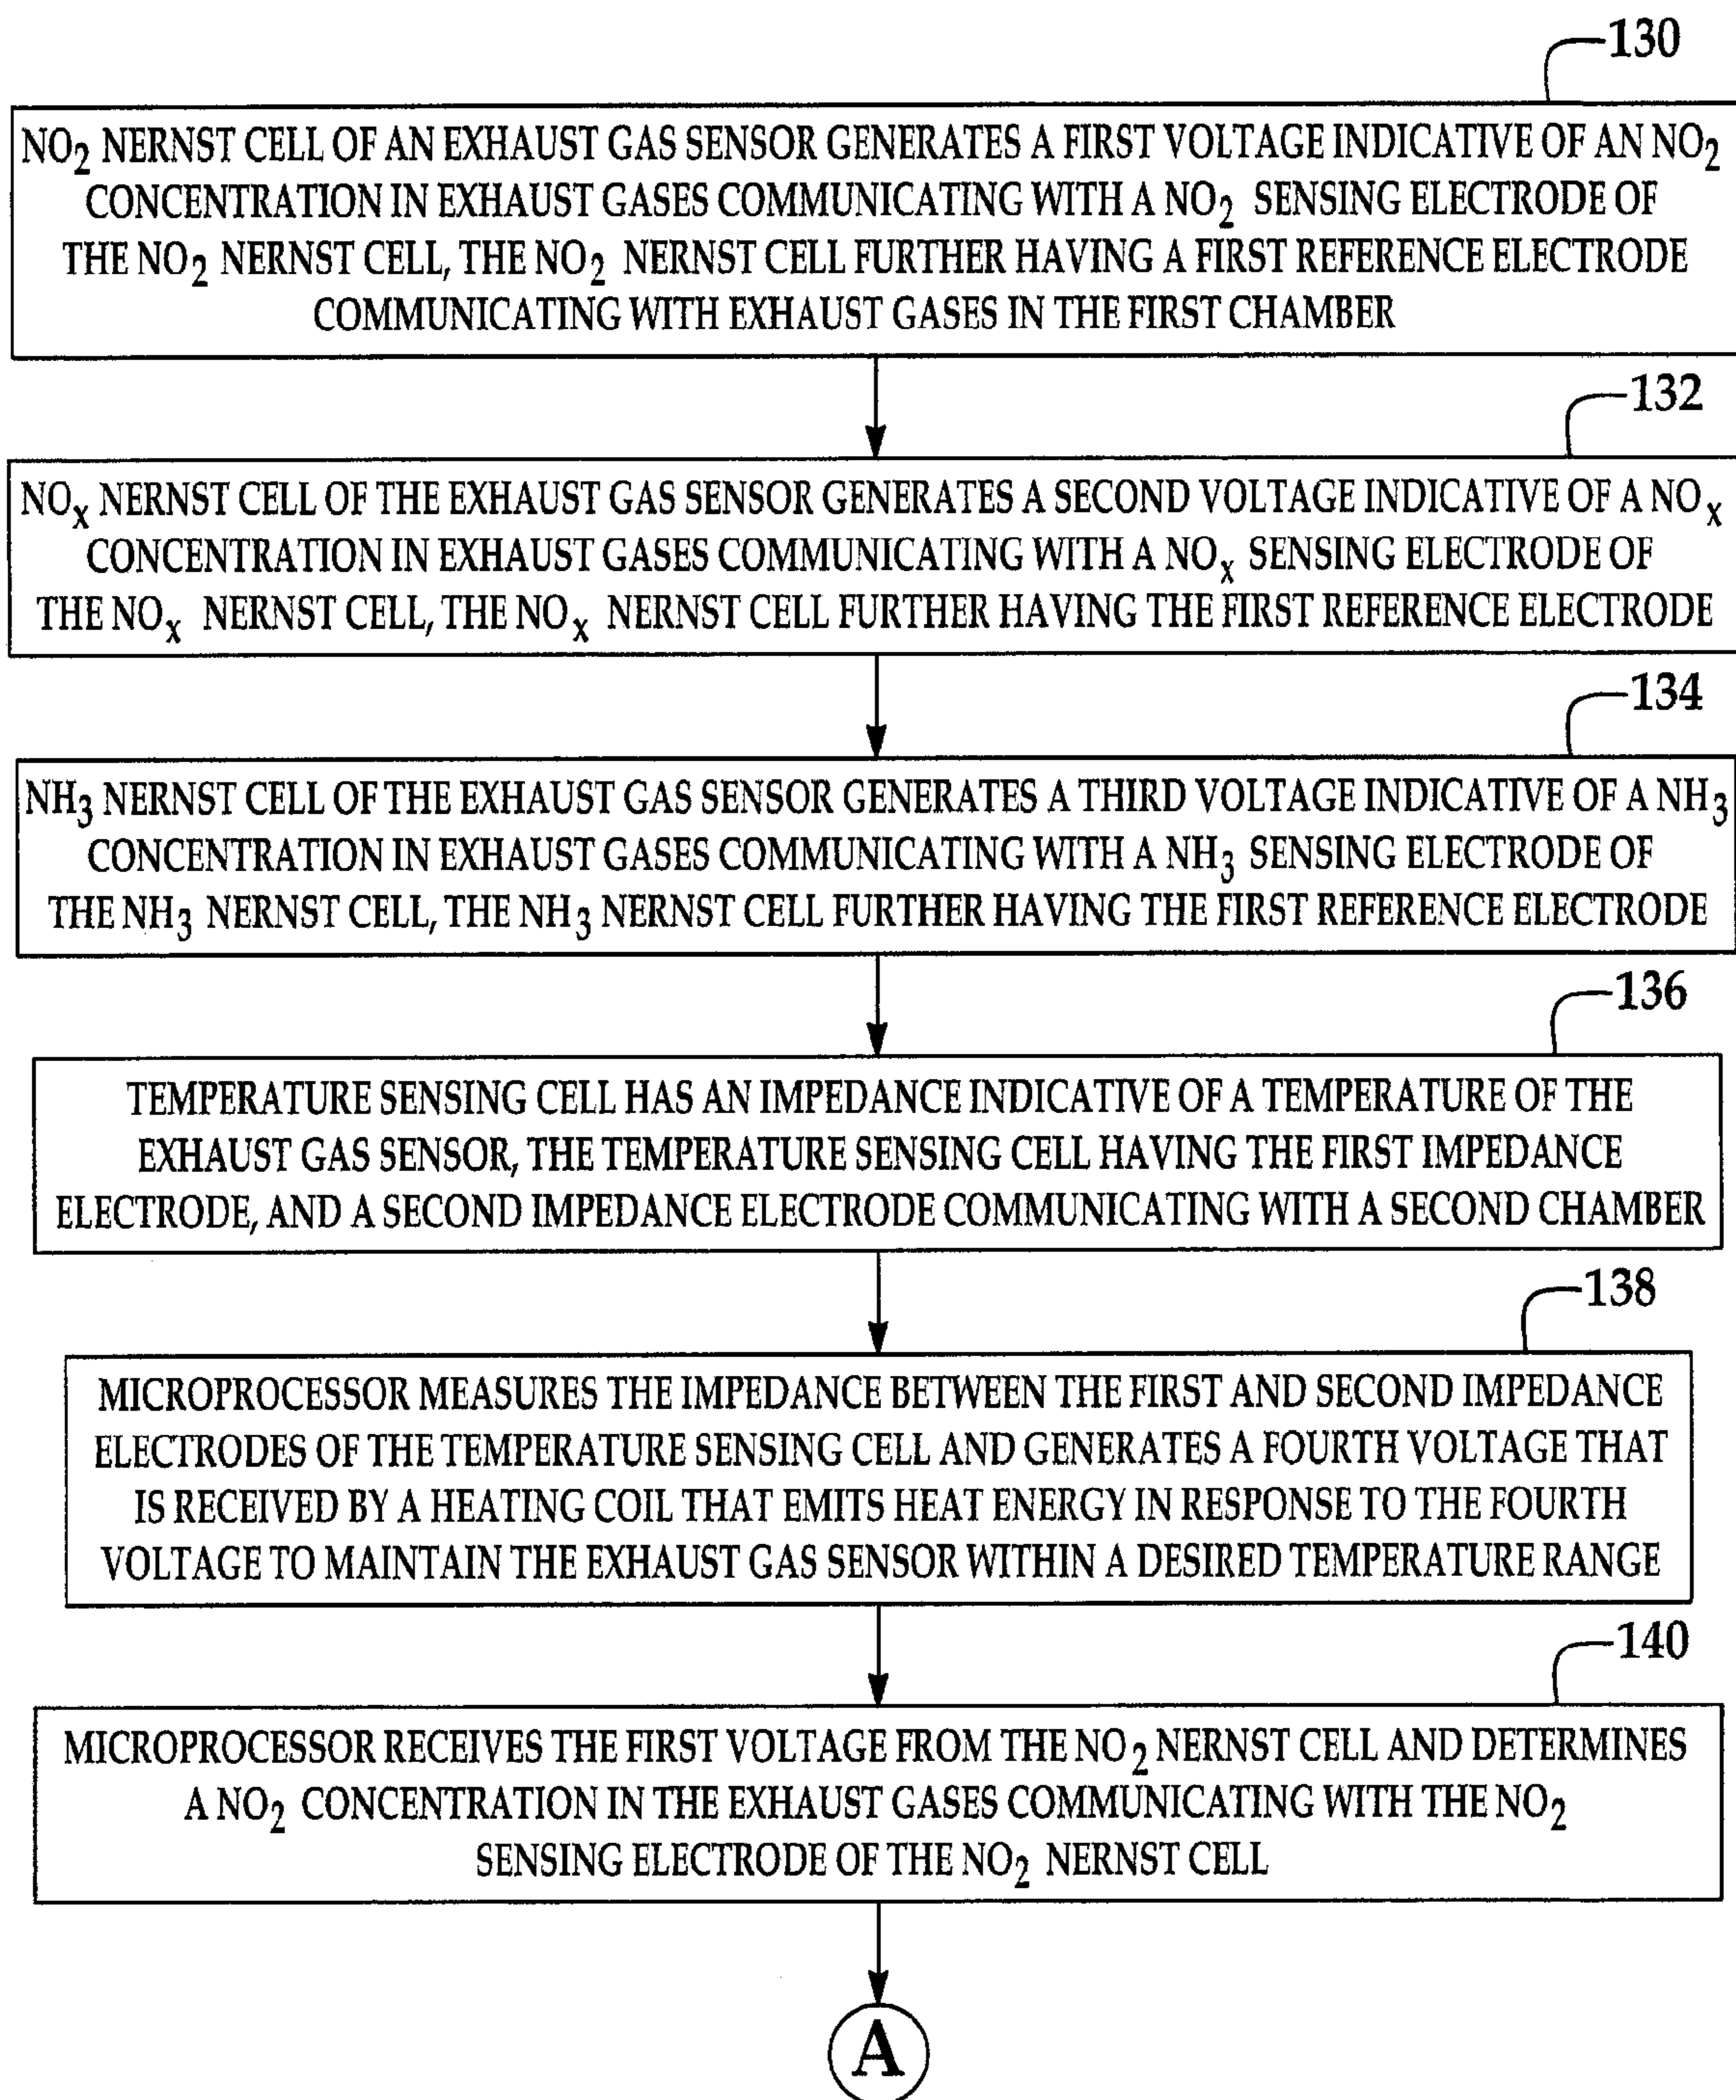 130
NO2 NERNST CELL OF AN EXHAUST GAS SENSOR GENERATES A FIRST VOLTAGE INDICATIVE OF AN NO2
CONCENTRATION IN EXHAUST GASES COMMUNICATING WITH A NO2 SENSING ELECTRODE OF
THE NO2 NERNST CELL, THE NO2 NERNST CELL FURTHER HAVING A FIRST REFERENCE ELECTRODE
COMMUNICATING WITH EXHAUST GASES IN THE FIRST CHAMBER
132
NOx NERNST CELL OF THE EXHAUST GAS SENSOR GENERATES A SECOND VOLTAGE INDICATIVE OF A NOx
CONCENTRATION IN EXHAUST GASES COMMUNICATING WITH A NOx SENSING ELECTRODE OF
THE NOx NERNST CELL, THE NOx NERNST CELL FURTHER HAVING THE FIRST REFERENCE ELECTRODE
134
NH3 NERNST CELL OF THE EXHAUST GAS SENSOR GENERATES A THIRD VOLTAGE INDICATIVE OF A NH3
CONCENTRATION IN EXHAUST GASES COMMUNICATING WITH A NH3 SENSING ELECTRODE OF
THE NH3 NERNST CELL, THE NH3 NERNST CELL FURTHER HAVING THE FIRST REFERENCE ELECTRODE
136
TEMPERATURE SENSING CELL HAS AN IMPEDANCE INDICATIVE OF A TEMPERATURE OF THE
EXHAUST GAS SENSOR, THE TEMPERATURE SENSING CELL HAVING THE FIRST IMPEDANCE
ELECTRODE, AND A SECOND IMPEDANCE ELECTRODE COMMUNICATING WITH A SECOND CHAMBER
138
MICROPROCESSOR MEASURES THE IMPEDANCE BETWEEN THE FIRST AND SECOND IMPEDANCE
ELECTRODES OF THE TEMPERATURE SENSING CELL AND GENERATES A FOURTH VOLTAGE THAT
IS RECEIVED BY A HEATING COIL THAT EMITS HEAT ENERGY IN RESPONSE TO THE FOURTH
VOLTAGE TO MAINTAIN THE EXHAUST GAS SENSOR WITHIN A DESIRED TEMPERATURE RANGE
140
MICROPROCESSOR RECEIVES THE FIRST VOLTAGE FROM THE NO2 NERNST CELL AND DETERMINES
A NO2 CONCENTRATION IN THE EXHAUST GASES COMMUNICATING WITH THE NO2
SENSING ELECTRODE OF THE NO2 NERNST CELL
A